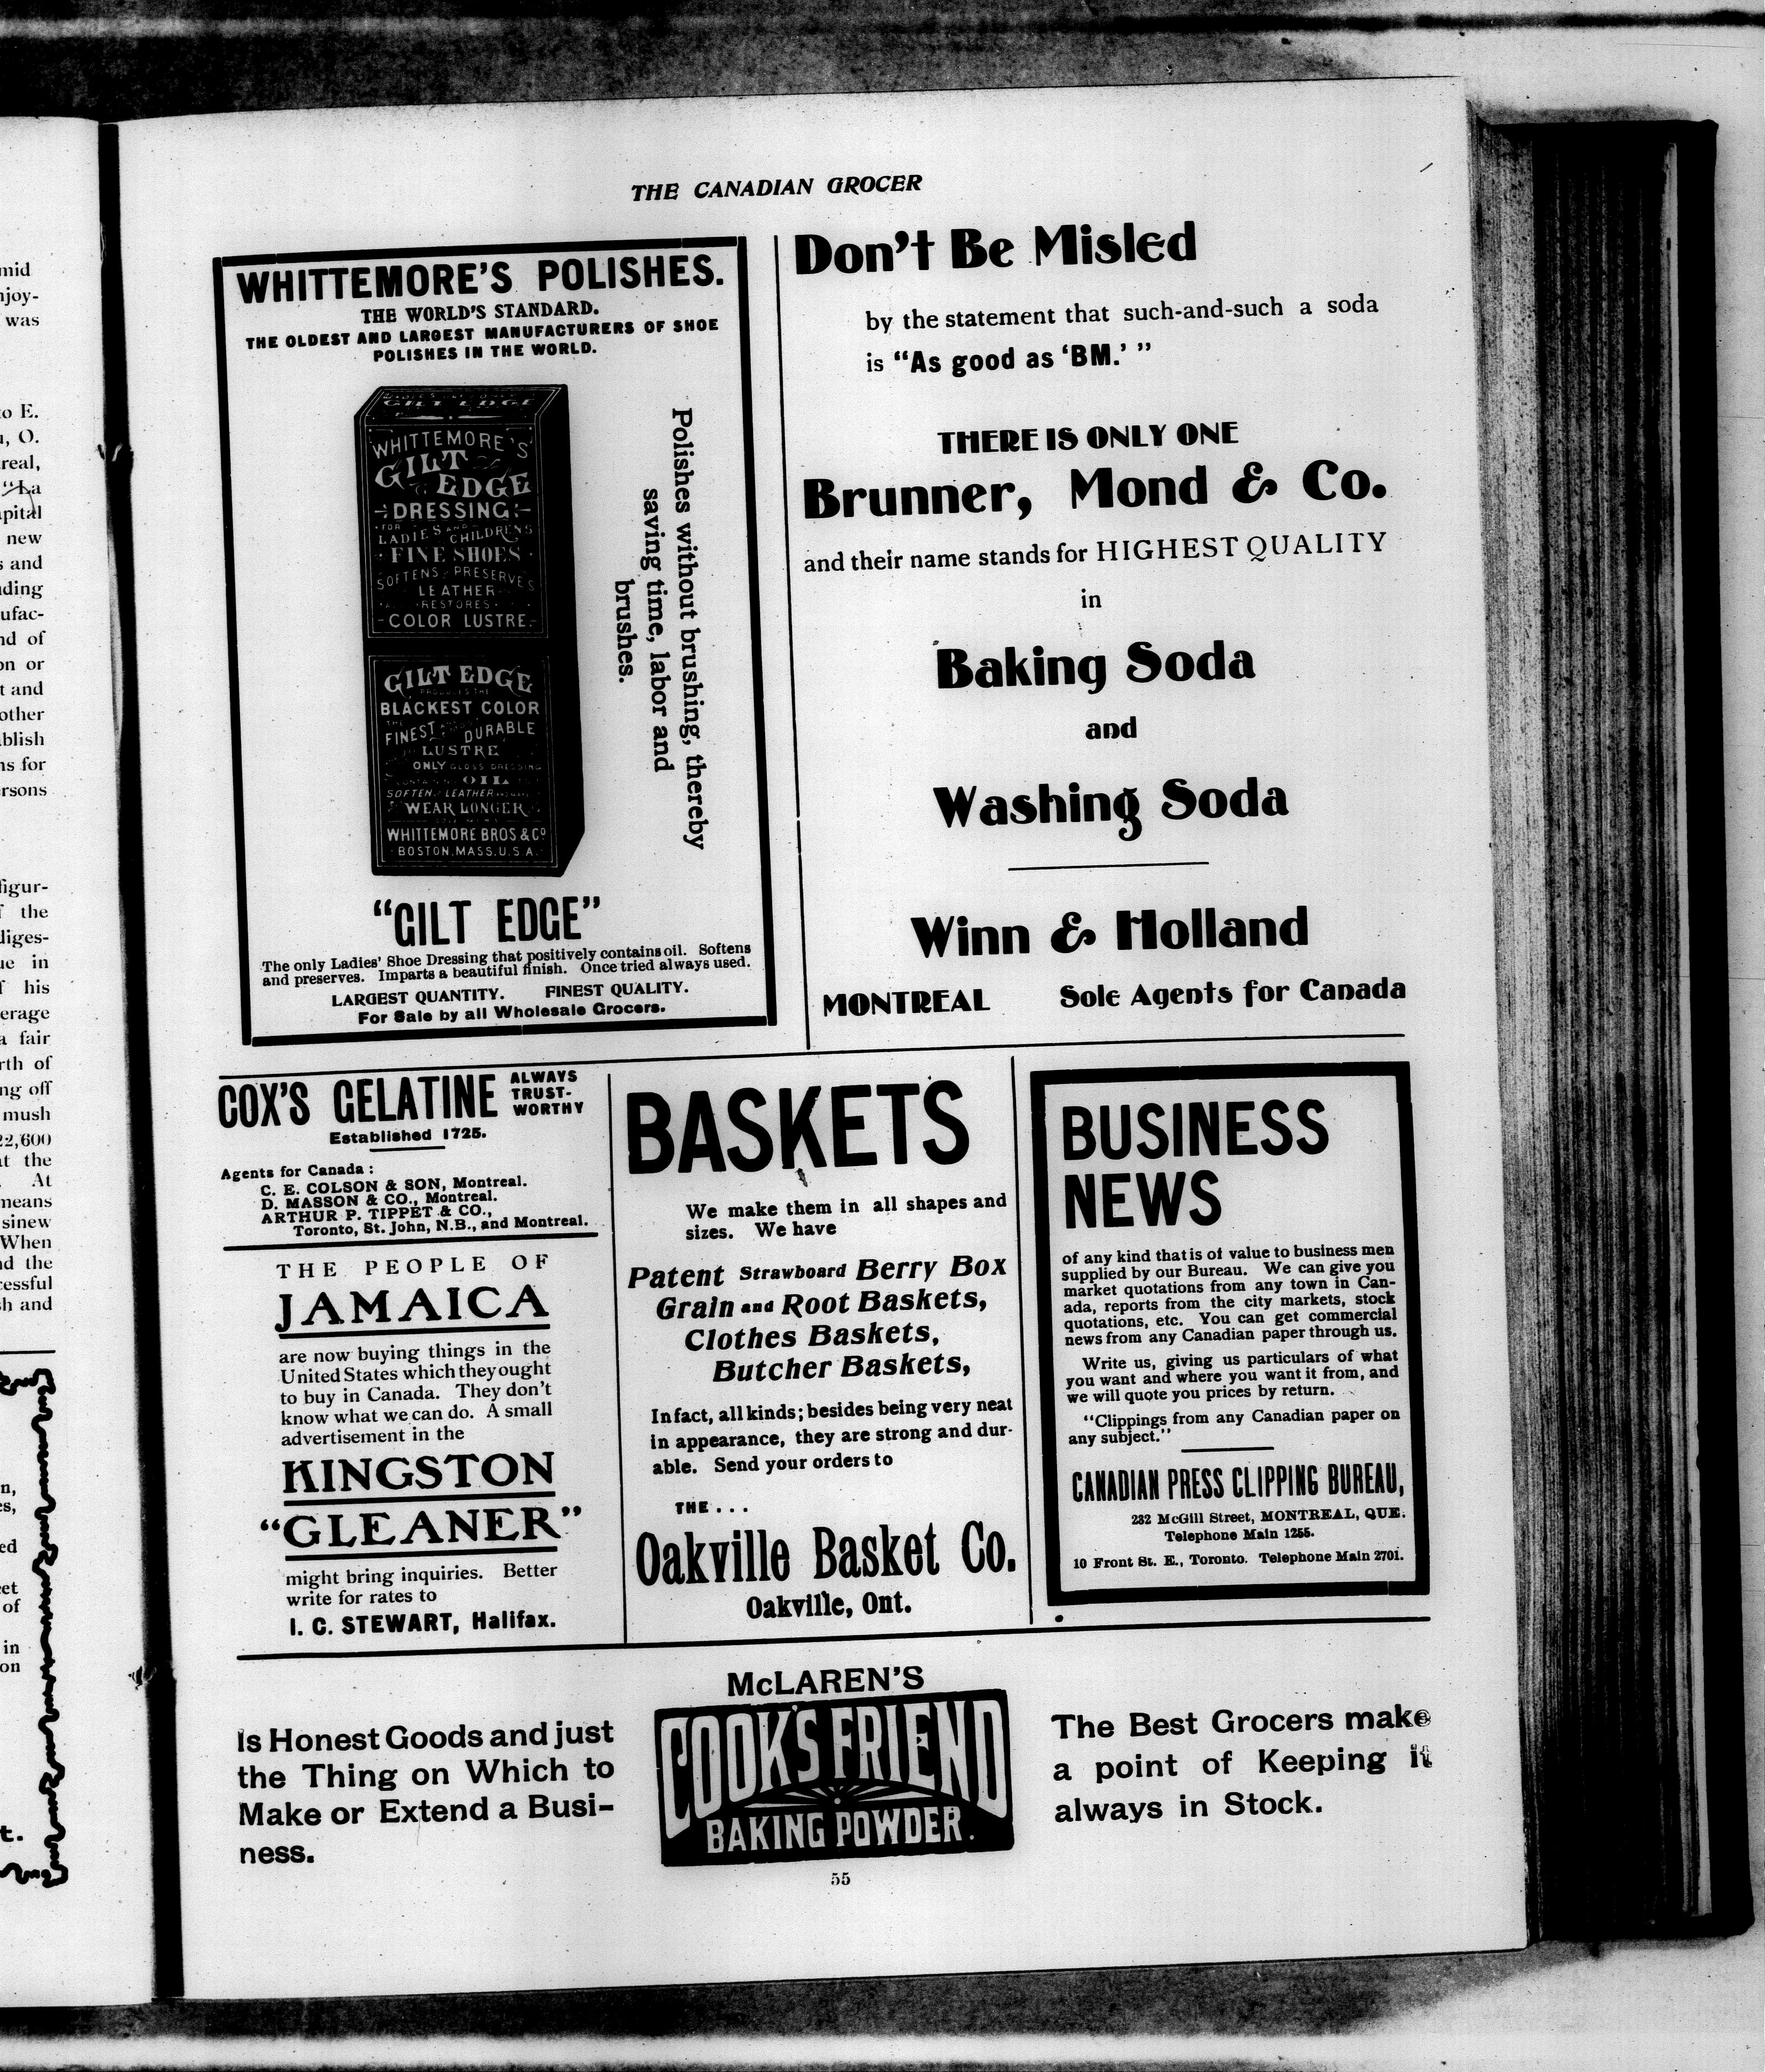 THE CANADIAN GROCER
WHITTEMORE'S POLISHES.
THE WORLD'S STANDARD.
THE OLDEST AND LARGEST MANUFACTURERS OF SHOE
POLISHES IN THE WORLD.
GILT EDGE
WHITTEMORE'S
GILT
EDGE
DRESSING
FOR
LADIES AND CHILDRENS
FINE SHOES
SOFTENS PRESERVES
LEATHER
RESTORES
COLOR LUSTRE
GILT EDGE
PRODUCES THE
BLACKEST COLOR
FINEST
DURABLE
LUSTRE
ONLY GLOSS DRESSING
OIL
SOFTEN LEATHER
WEAR LONGER
WHITTEMORE BROS & CO
BOSTON, MASS. U.S.A.
Polishes without brushing, thereby
saving time, labor and
brushes.
"GILT EDGE"
The only Ladies' Shoe Dressing that positively contains oil. Softens
and preserves. Imparts a beautiful finish. Once tried always used.
LARGEST QUANTITY. FINEST QUALITY.
For Sale by all Wholesale Grocers.
Don't Be Misled
by the statement that such-and-such a soda
is "As good as 'BM.' "
THERE IS ONLY ONE
Brunner, Mond & Co.
and their name stands for HIGHEST QUALITY
in
Baking Soda
and
Washing Soda
Winn & Holland
MONTREAL Sole Agents for Canada
COX'S GELATINE
ALWAYS
TRUST-
WORTHY
Established 1725.
Agents for Canada :
C. E. COLSON & SON, Montreal.
D. MASSON & CO., Montreal.
ARTHUR P. TIPPET & CO.,
Toronto, St. John, N.B., and Montreal.
THE PEOPLE OF
JAMAICA
are now buying things in the
United States which they ought
to buy in Canada. They don't
know what we can do. A small
advertisement in the
KINGSTON
"GLEANER"
might bring inquiries. Better
write for rates to
I. C. STEWART, Halifax.
BASKETS
We make them in all shapes and
sizes. We have
Patent Strawboard Berry Box
Grain and Root Baskets,
Clothes Baskets,
Butcher Baskets,
In fact, all kinds; besides being very neat
in appearance, they are strong and dur-
able. Send your orders to
THE...
Oakville Basket Co.
Oakville, Ont.
BUSINESS
NEWS
of any kind that is of value to business men
supplied by our Bureau. We can give you
market quotations from any town in Can-
ada, reports from the city markets, stock
quotations, etc. You can get commercial
news from any Canadian paper through us.
Write us, giving us particulars of what
you want and where you want it from, and
we will quote you prices by return.
"Clippings from any Canadian paper on
any subject."
CANADIAN PRESS CLIPPING BUREAU,
232 McGill Street, MONTREAL, QUE.
Telephone Main 1255.
10 Front St. E., Toronto. Telephone Main 2701.
Is Honest Goods and just
the Thing on Which to
Make or Extend a Busi-
ness.
McLAREN'S
COOK'S FRIEND
BAKING POWDER.
The Best Grocers make
a point of Keeping it
always in Stock.
55